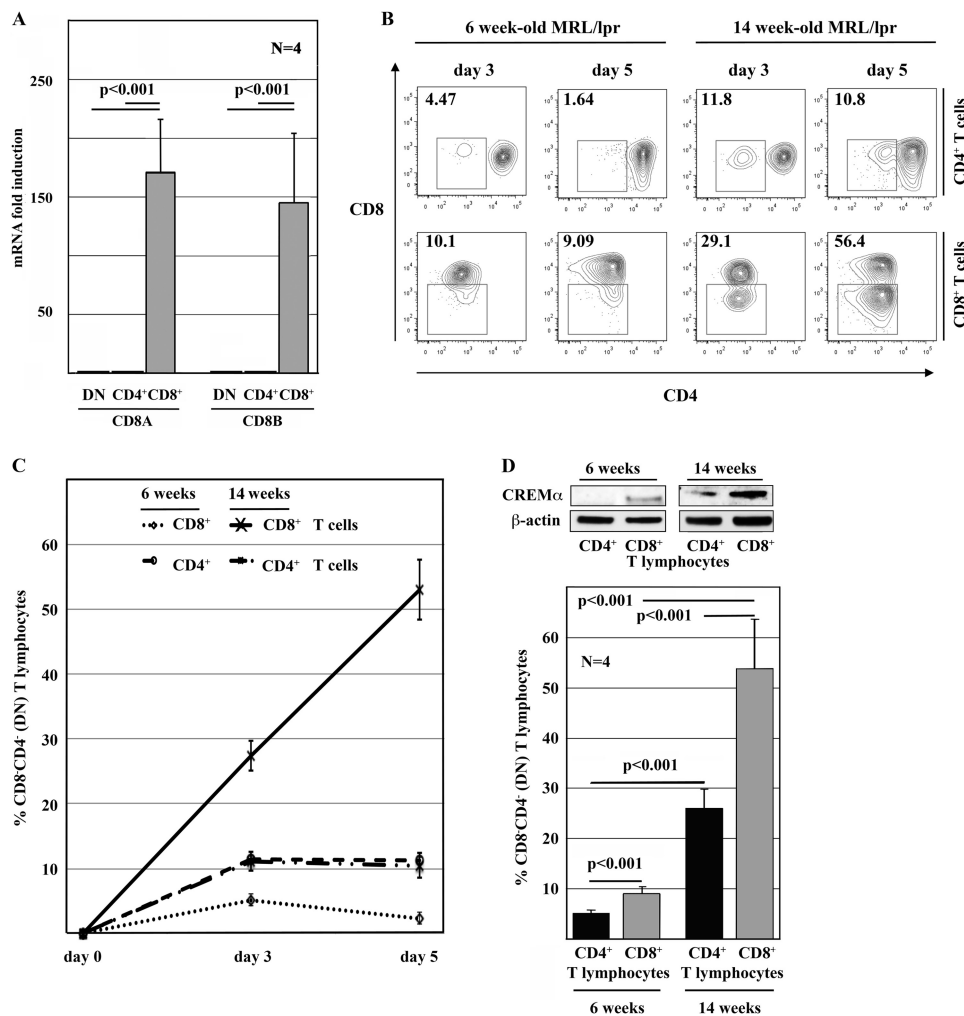 A
N=4
250
p<0.001
p<0.001
150
50
mRNA fold induction
DN CD4⁺CD8⁺
DN CD4⁺CD8⁺
CD8A
CD8B
B
6 week-old MRL/lpr
14 week-old MRL/lpr
day 3
day 5
day 3
day 5
4.47
1.64
11.8
10.8
CD4⁺ T cells
10.1
9.09
29.1
56.4
CD8⁺ T cells
CD8
CD4
C
6 weeks
14 weeks
CD8⁺
CD8⁺ T cells
CD4⁺
CD4⁺ T cells
60
50
40
30
20
10
% CD8⁻CD4⁻ (DN) T lymphocytes
day 0
day 3
day 5
D
6 weeks
14 weeks
CREMα
β-actin
CD4⁺ CD8⁺ CD4⁺ CD8⁺
T lymphocytes
p<0.001
p<0.001
N=4
p<0.001
p<0.001
60
50
40
30
20
10
% CD8⁻CD4⁻ (DN) T lymphocytes
CD4⁺ CD8⁺
CD4⁺ CD8⁺
T lymphocytes
T lymphocytes
6 weeks
14 weeks